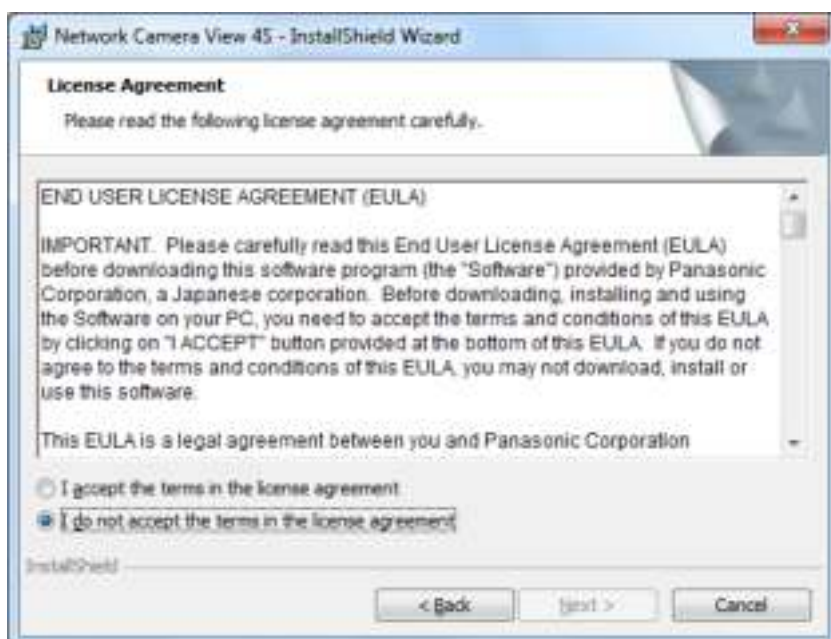 Network Camera View 4S - InstallShield Wizard
License Agreement
Please read the following license agreement carefully.
END USER LICENSE AGREEMENT (EULA)
IMPORTANT. Please carefully read this End User License Agreement (EULA)
before downloading this software program (the "Software") provided by Panasonic
Corporation, a Japanese corporation. Before downloading, installing and using
the Software on your PC, you need to accept the terms and conditions of this EULA
by clicking on "I ACCEPT" button provided at the bottom of this EULA. If you do not
agree to the terms and conditions of this EULA, you may not download, install or
use this software.
This EULA is a legal agreement between you and Panasonic Corporation
I accept the terms in the license agreement
I do not accept the terms in the license agreement
InstallShield
< Back
Next >
Cancel